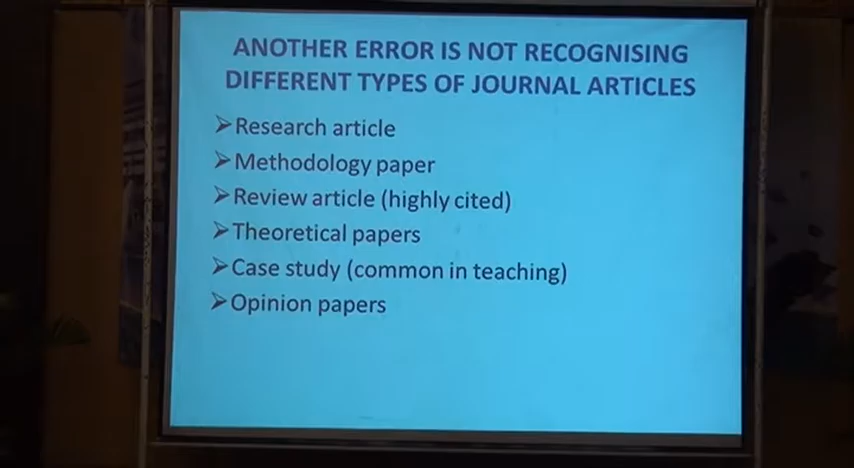 ANOTHER ERROR IS NOT RECOGNISING
DIFFERENT TYPES OF JOURNAL ARTICLES
➢Research article
➢Methodology paper
➢Review article (highly cited)
➢Theoretical papers
➢Case study (common in teaching)
➢Opinion papers